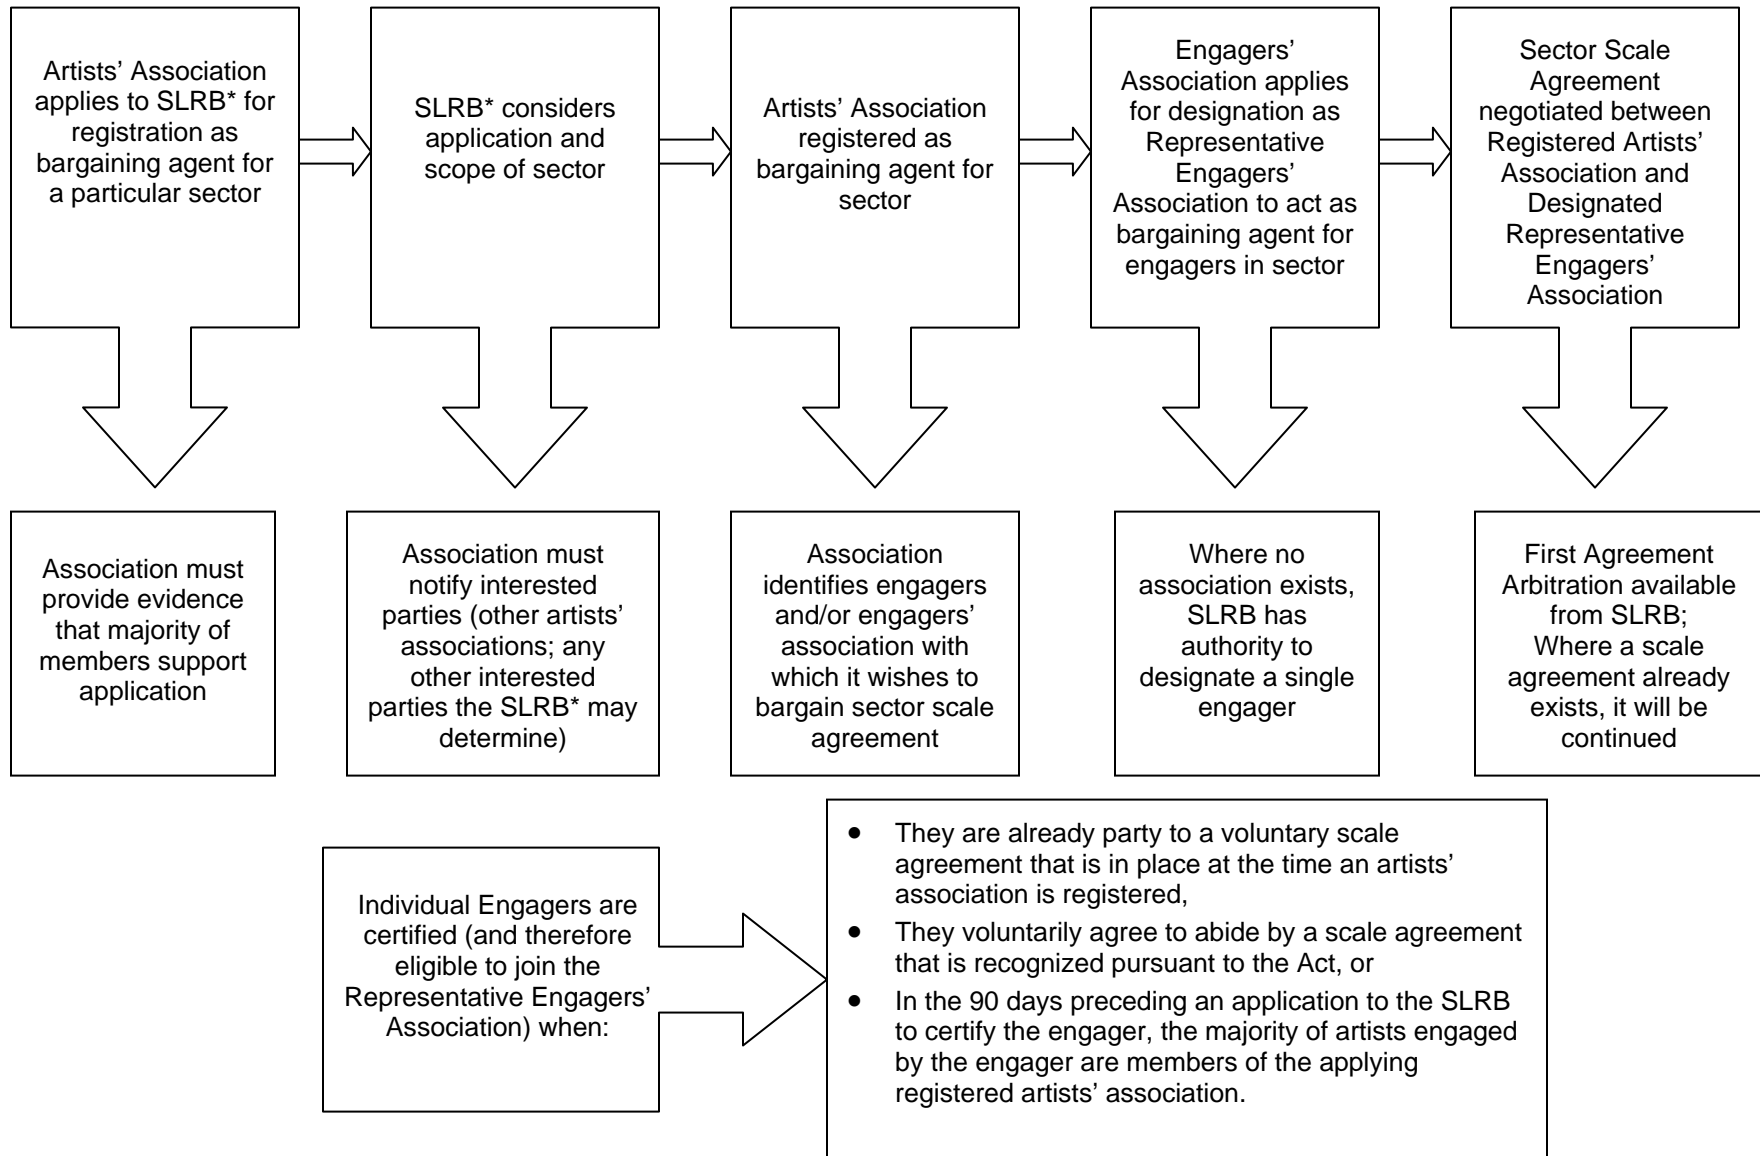 Artists’ Association
applies to SLRB* for
registration as
bargaining agent for
a particular sector
SLRB* considers
application and
scope of sector
Artists’ Association
registered as
bargaining agent for
sector
Engagers’
Association applies
for designation as
Representative
Engagers’
Association to act as
bargaining agent for
engagers in sector
Sector Scale
Agreement
negotiated between
Registered Artists’
Association and
Designated
Representative
Engagers’
Association
Association must
provide evidence
that majority of
members support
application
Association must
notify interested
parties (other artists’
associations; any
other interested
parties the SLRB* may
determine)
Association
identifies engagers
and/or engagers’
association with
which it wishes to
bargain sector scale
agreement
Where no
association exists,
SLRB has
authority to
designate a single
engager
First Agreement
Arbitration available
from SLRB;
Where a scale
agreement already
exists, it will be
continued
Individual Engagers are
certified (and therefore
eligible to join the
Representative Engagers’
Association) when:
• They are already party to a voluntary scale
agreement that is in place at the time an artists’
association is registered,
• They voluntarily agree to abide by a scale agreement
that is recognized pursuant to the Act, or
• In the 90 days preceding an application to the SLRB
to certify the engager, the majority of artists engaged
by the engager are members of the applying
registered artists’ association.